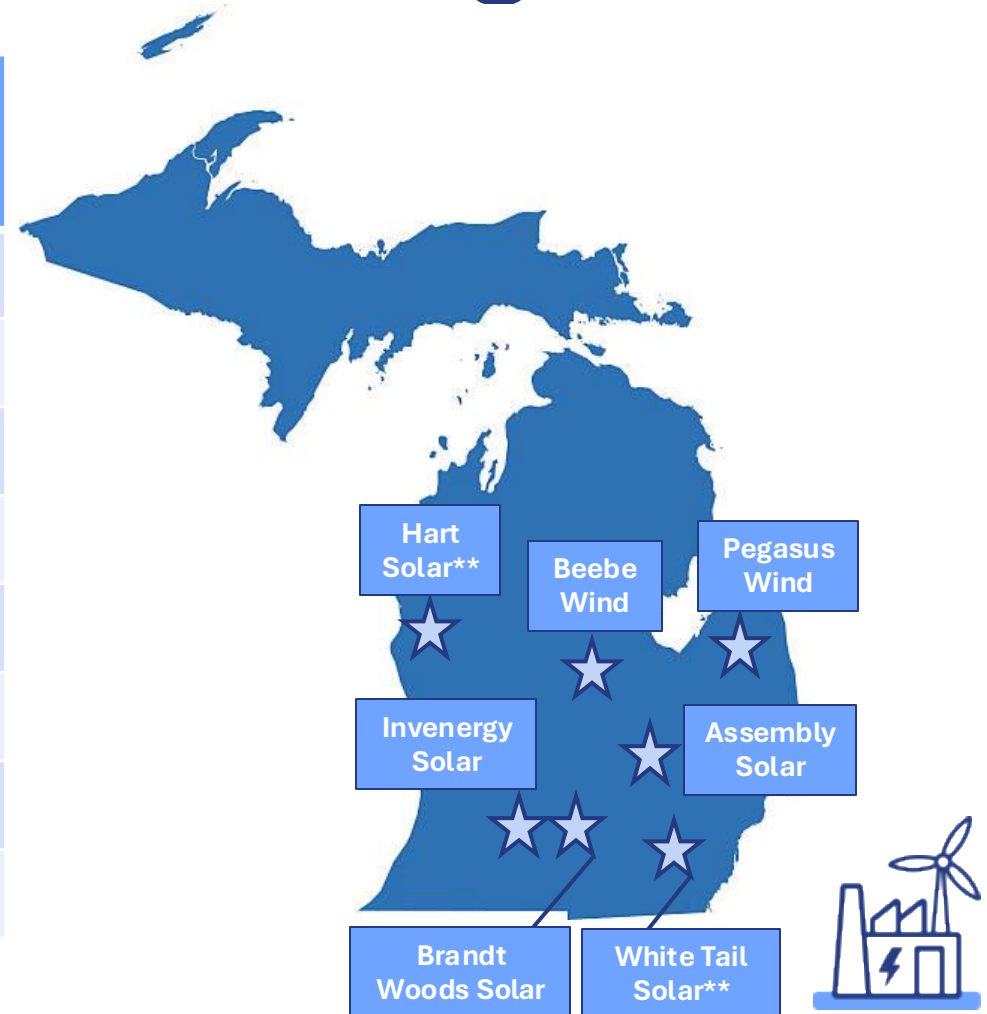 Hart
Solar**
Beebe
Wind
Pegasus
Wind
Invenergy
Solar
Assembly
Solar
Brandt
Woods Solar
White Tail
Solar**